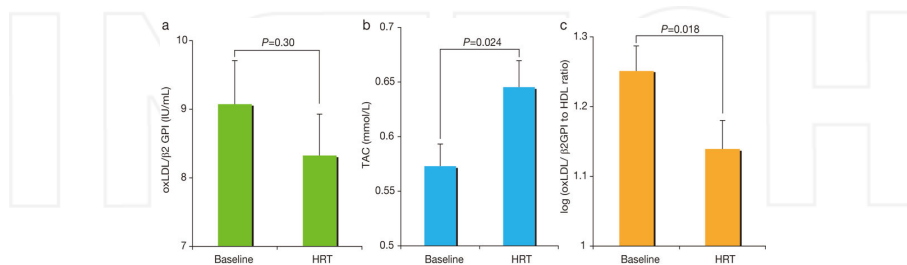 a
oxLDL/β2 GPI (IU/mL)
10
9
8
7
P=0.30
Baseline
HRT
b
TAC (mmol/L)
0.7
0.65
0.6
0.55
0.5
P=0.024
Baseline
HRT
c
log (oxLDL/ β2GPI to HDL ratio)
1.3
1.2
1.1
1
P=0.018
Baseline
HRT